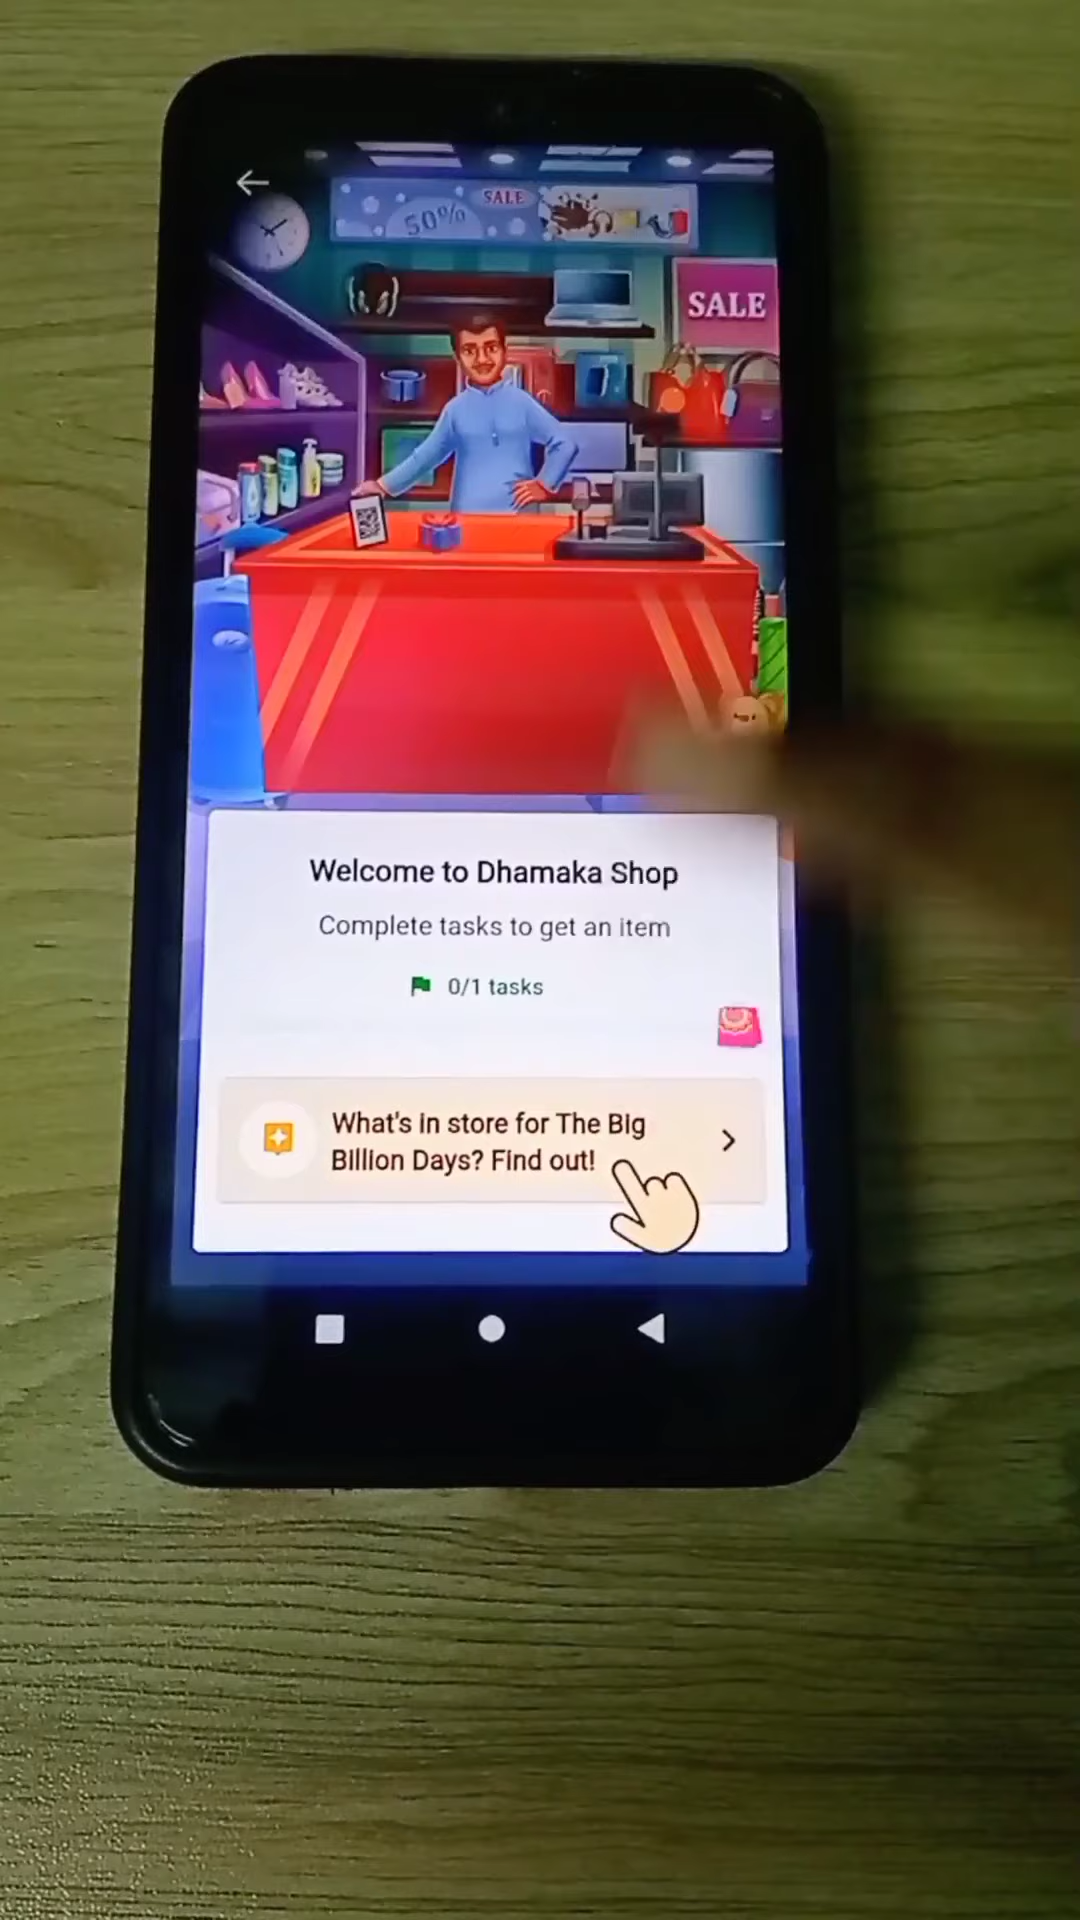 SALE
50%
SALE
Welcome to Dhamaka Shop
Complete tasks to get an item
0/1 tasks
What's in store for The Big
Billion Days? Find out!